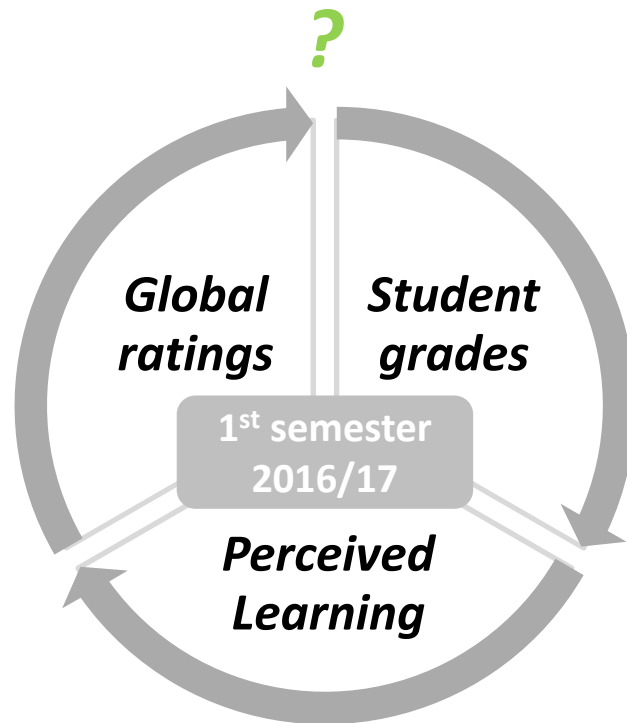 ?
Global
ratings
Student
grades
1st semester
2016/17
Perceived
Learning